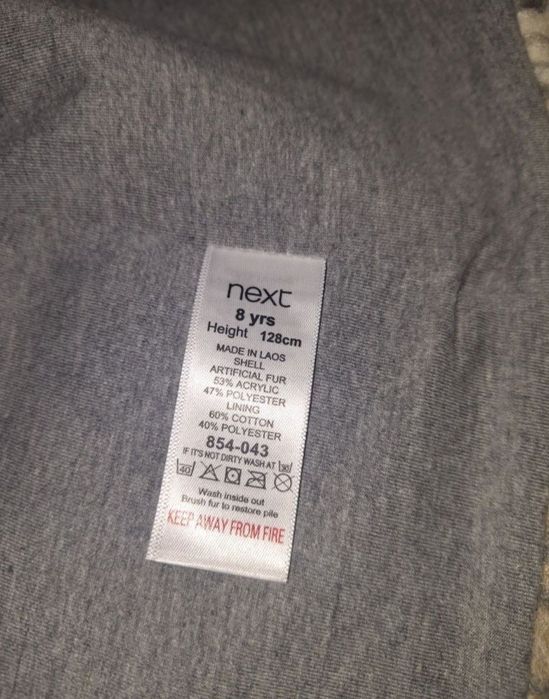 next
8 yrs
Height 128cm
MADE IN LAOS
SHELL
ARTIFICIAL FUR
53% ACRYLIC
47% POLYESTER
LINING
60% COTTON
40% POLYESTER
854-043
IF IT'S NOT DIRTY WASH AT 30
40
Wash inside out
Brush fur to restore pile
KEEP AWAY FROM FIRE